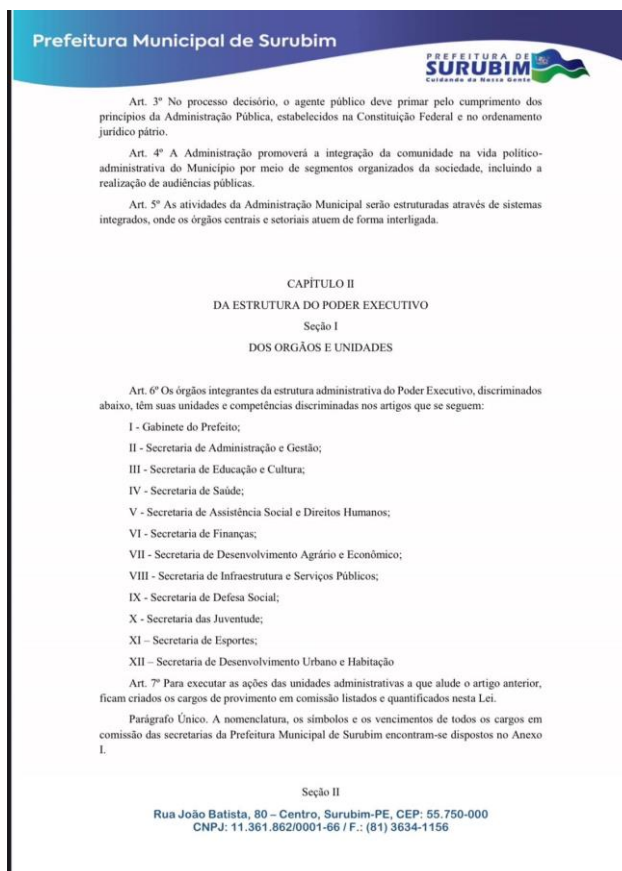 Prefeitura Municipal de Surubim
PREFEITURA DE
SURUBIM
Cuidando da Nossa Gente
Art. 3º No processo decisório, o agente público deve primar pelo cumprimento dos
princípios da Administração Pública, estabelecidos na Constituição Federal e no ordenamento
jurídico pátrio.
Art. 4º A Administração promoverá a integração da comunidade na vida político-
administrativa do Município por meio de segmentos organizados da sociedade, incluindo a
realização de audiências públicas.
Art. 5º As atividades da Administração Municipal serão estruturadas através de sistemas
integrados, onde os órgãos centrais e setoriais atuem de forma interligada.
CAPÍTULO II
DA ESTRUTURA DO PODER EXECUTIVO
Seção I
DOS ORGÃOS E UNIDADES
Art. 6º Os órgãos integrantes da estrutura administrativa do Poder Executivo, discriminados
abaixo, têm suas unidades e competências discriminadas nos artigos que se seguem:
I - Gabinete do Prefeito;
II - Secretaria de Administração e Gestão;
III - Secretaria de Educação e Cultura;
IV - Secretaria de Saúde;
V - Secretaria de Assistência Social e Direitos Humanos;
VI - Secretaria de Finanças;
VII - Secretaria de Desenvolvimento Agrário e Econômico;
VIII - Secretaria de Infraestrutura e Serviços Públicos;
IX - Secretaria de Defesa Social;
X - Secretaria das Juventude;
XI – Secretaria de Esportes;
XII – Secretaria de Desenvolvimento Urbano e Habitação
Art. 7º Para executar as ações das unidades administrativas a que alude o artigo anterior,
ficam criados os cargos de provimento em comissão listados e quantificados nesta Lei.
Parágrafo Único. A nomenclatura, os símbolos e os vencimentos de todos os cargos em
comissão das secretarias da Prefeitura Municipal de Surubim encontram-se dispostos no Anexo
I.
Seção II
Rua João Batista, 80 – Centro, Surubim-PE, CEP: 55.750-000
CNPJ: 11.361.862/0001-66 / F.: (81) 3634-1156